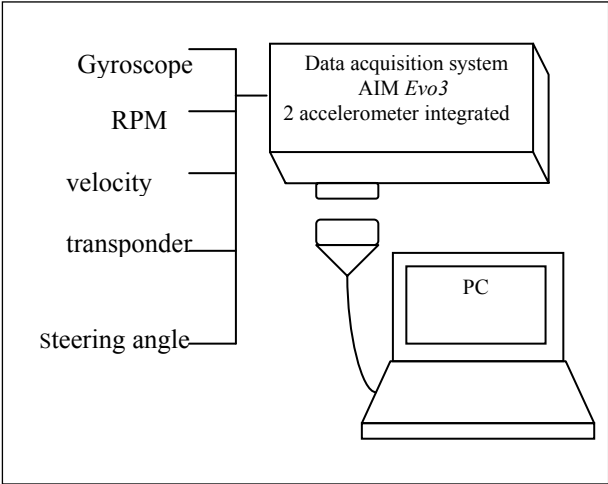 Gyroscope
RPM
velocity
transponder
Steering angle
Data acquisition system
AIM Evo3
2 accelerometer integrated
PC